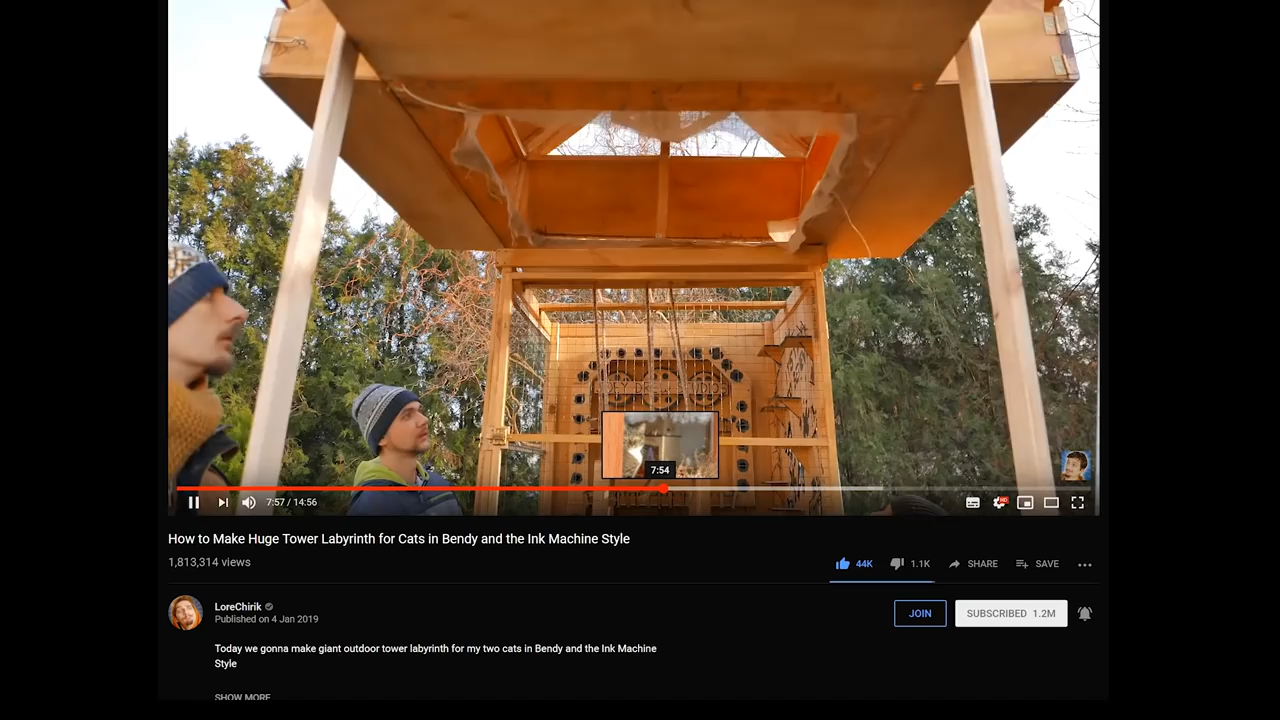 7:54
7:57 / 14:56
HD
How to Make Huge Tower Labyrinth for Cats in Bendy and the Ink Machine Style
1,813,314 views
44K
1.1K
SHARE
SAVE
LoreChirik
Published on 4 Jan 2019
JOIN
SUBSCRIBED 1.2M
Today we gonna make giant outdoor tower labyrinth for my two cats in Bendy and the Ink Machine
Style
SHOW MORE